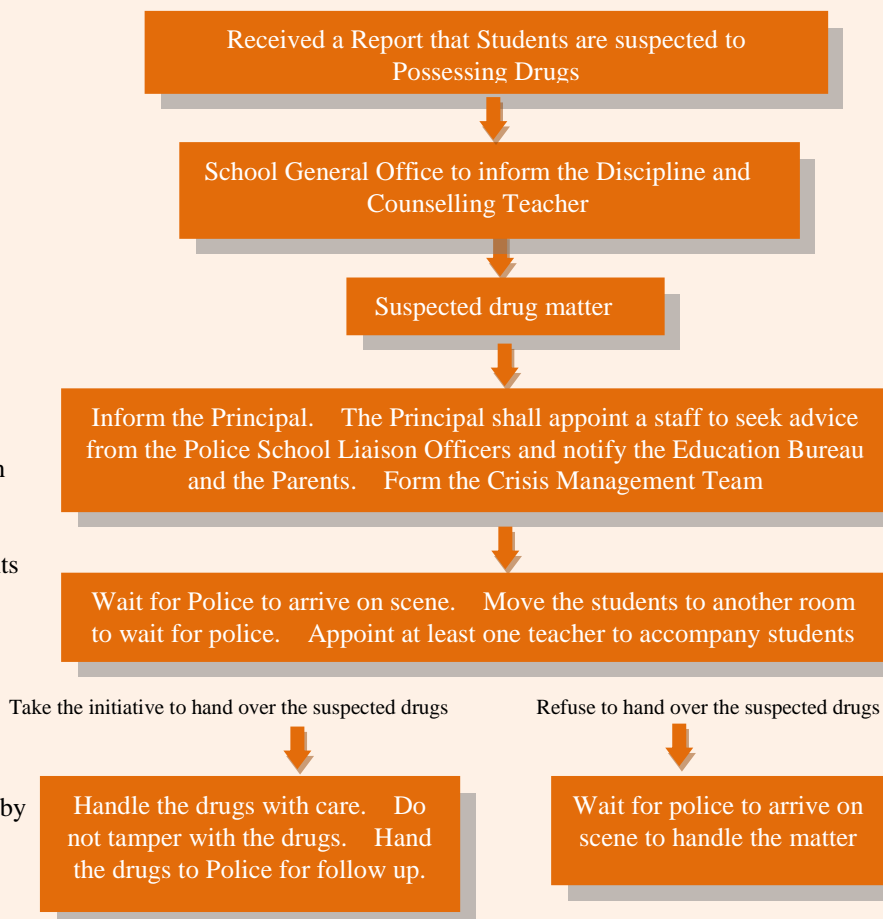 Received a Report that Students are suspected to
Possessing Drugs
School General Office to inform the Discipline and
Counselling Teacher
Suspected drug matter
Inform the Principal. The Principal shall appoint a staff to seek advice
from the Police School Liaison Officers and notify the Education Bureau
and the Parents. Form the Crisis Management Team
Wait for Police to arrive on scene. Move the students to another room
to wait for police. Appoint at least one teacher to accompany students
Take the initiative to hand over the suspected drugs
Refuse to hand over the suspected drugs
by
Handle the drugs with care. Do
not tamper with the drugs. Hand
the drugs to Police for follow up.
Wait for police to arrive on
scene to handle the matter